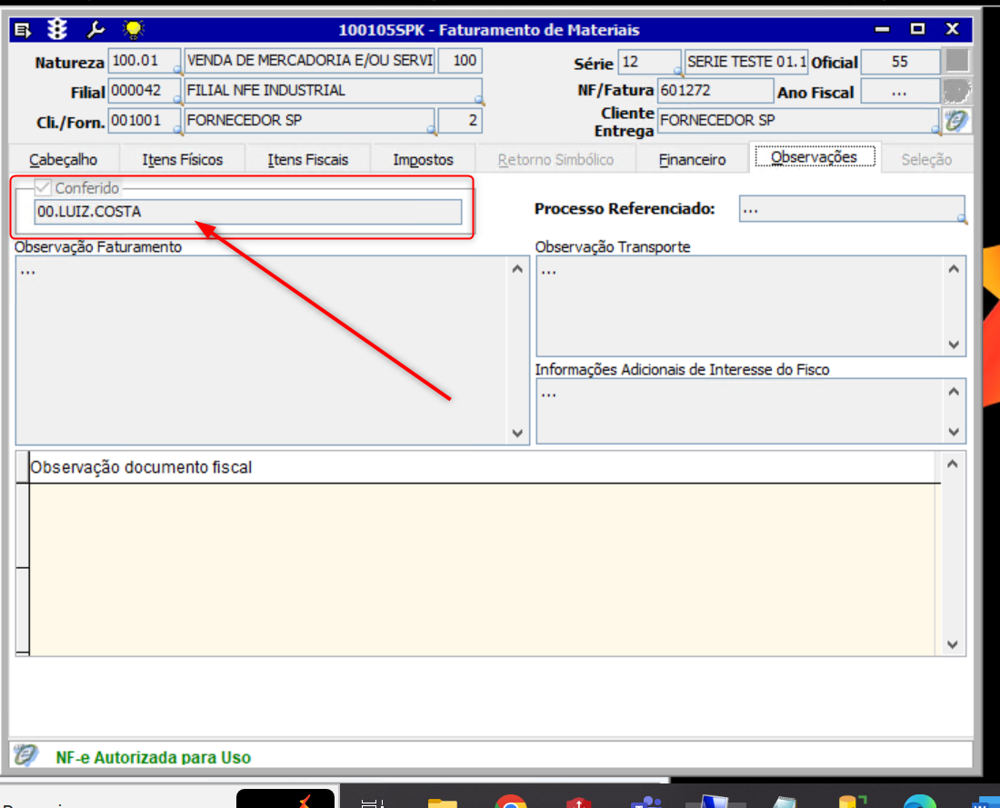 100105SPK - Faturamento de Materiais
Natureza 100.01 VENDA DE MERCADORIA E/OU SERVI 100 Série 12 SERIE TESTE 01.1 Oficial 55
Filial 000042 FILIAL NFE INDUSTRIAL NF/Fatura 601272 Ano Fiscal ...
Cli./Forn. 001001 FORNECEDOR SP 2 Cliente Entrega FORNECEDOR SP
Cabeçalho Itens Físicos Itens Fiscais Impostos Retorno Simbólico Financeiro Observações Seleção
Conferido
00.LUIZ.COSTA
Processo Referenciado: ...
Observação Faturamento
...
Observação Transporte
...
Informações Adicionais de Interesse do Fisco
...
Observação documento fiscal
NF-e Autorizada para Uso